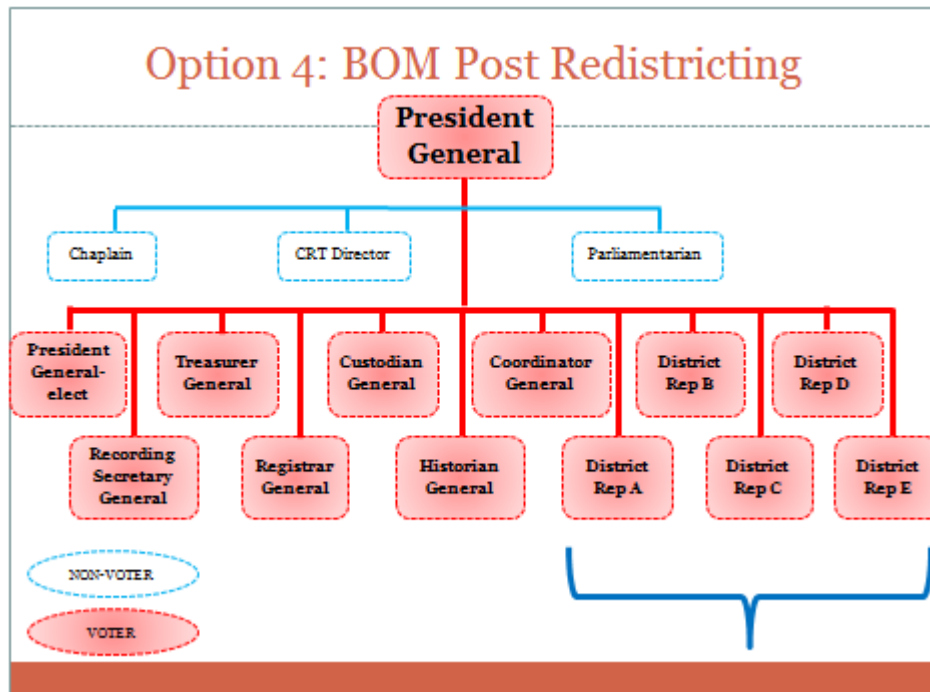 Option 4: BOM Post Redistricting
President
General
Chaplain
CRT Director
Parliamentarian
President
General-
elect
Treasurer
General
Custodian
General
Coordinator
General
District
Rep B
District
Rep D
Recording
Secretary
General
Registrar
General
Historian
General
District
Rep A
District
Rep C
District
Rep E
NON-VOTER
VOTER